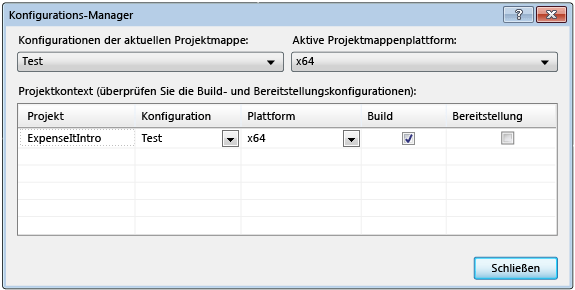 Konfigurations-Manager
Konfigurationen der aktuellen Projektmappe: Aktive Projektmappenplattform:
Test x64
Projektkontext (überprüfen Sie die Build- und Bereitstellungskonfigurationen):
Projekt Konfiguration Plattform Build Bereitstellung
ExpenseItIntro Test x64
Schließen